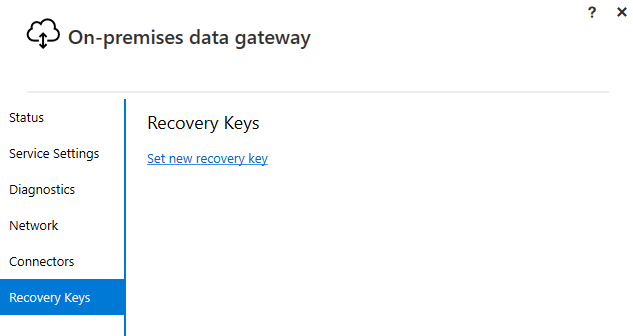 ? ×
On-premises data gateway
Status
Service Settings
Diagnostics
Network
Connectors
Recovery Keys
Recovery Keys
Set new recovery key